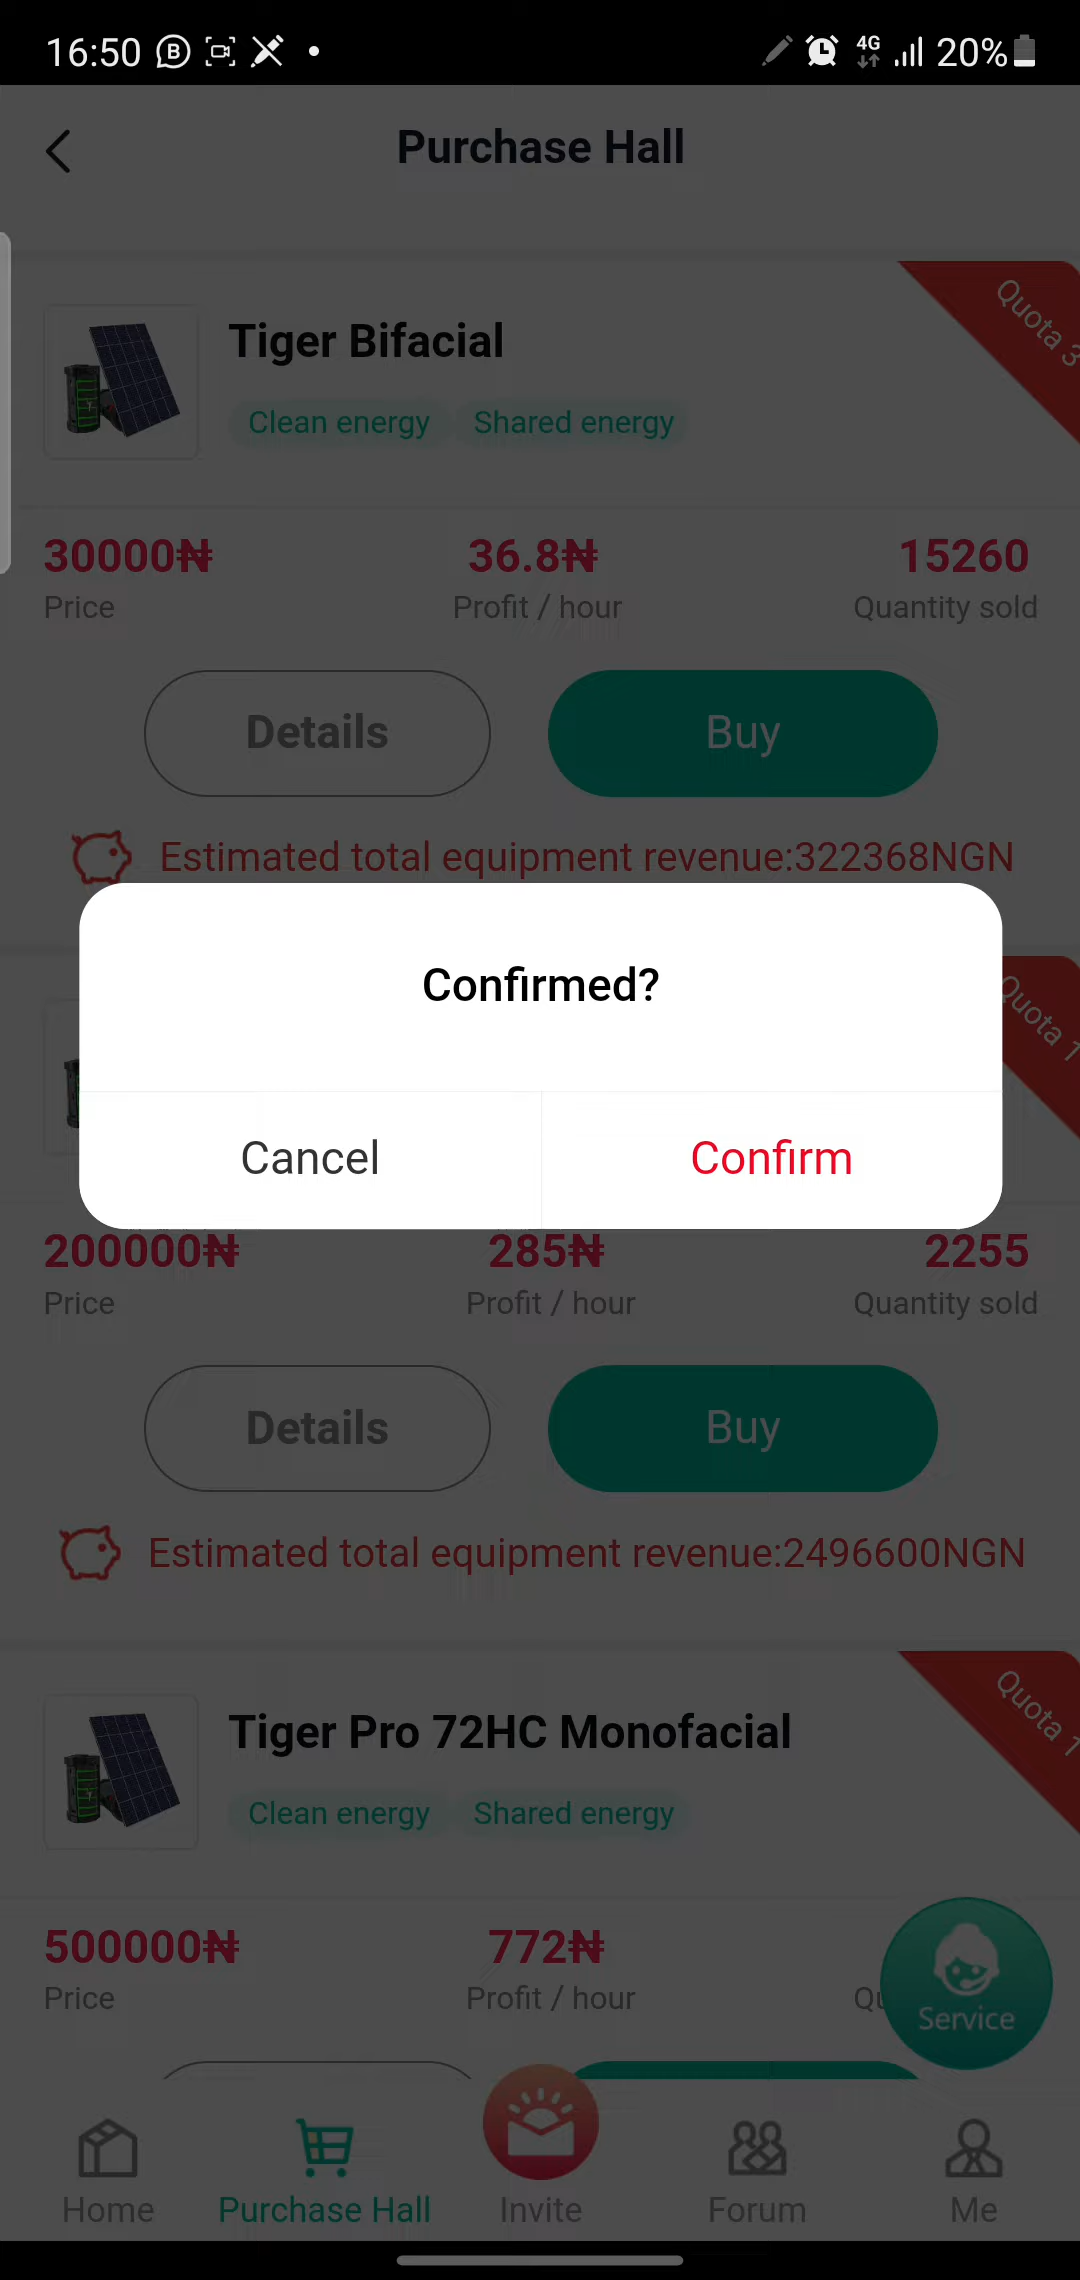 16:50 B 4G 20%
Purchase Hall
Quota 3
Tiger Bifacial
Clean energy Shared energy
30000₦ 36.8₦ 15260
Price Profit / hour Quantity sold
Details Buy
Estimated total equipment revenue:322368NGN
Quota 1
Confirmed?
Cancel Confirm
200000₦ 285₦ 2255
Price Profit / hour Quantity sold
Details Buy
Estimated total equipment revenue:2496600NGN
Quota 1
Tiger Pro 72HC Monofacial
Clean energy Shared energy
500000₦ 772₦
Price Profit / hour
Service
Home Purchase Hall Invite Forum Me